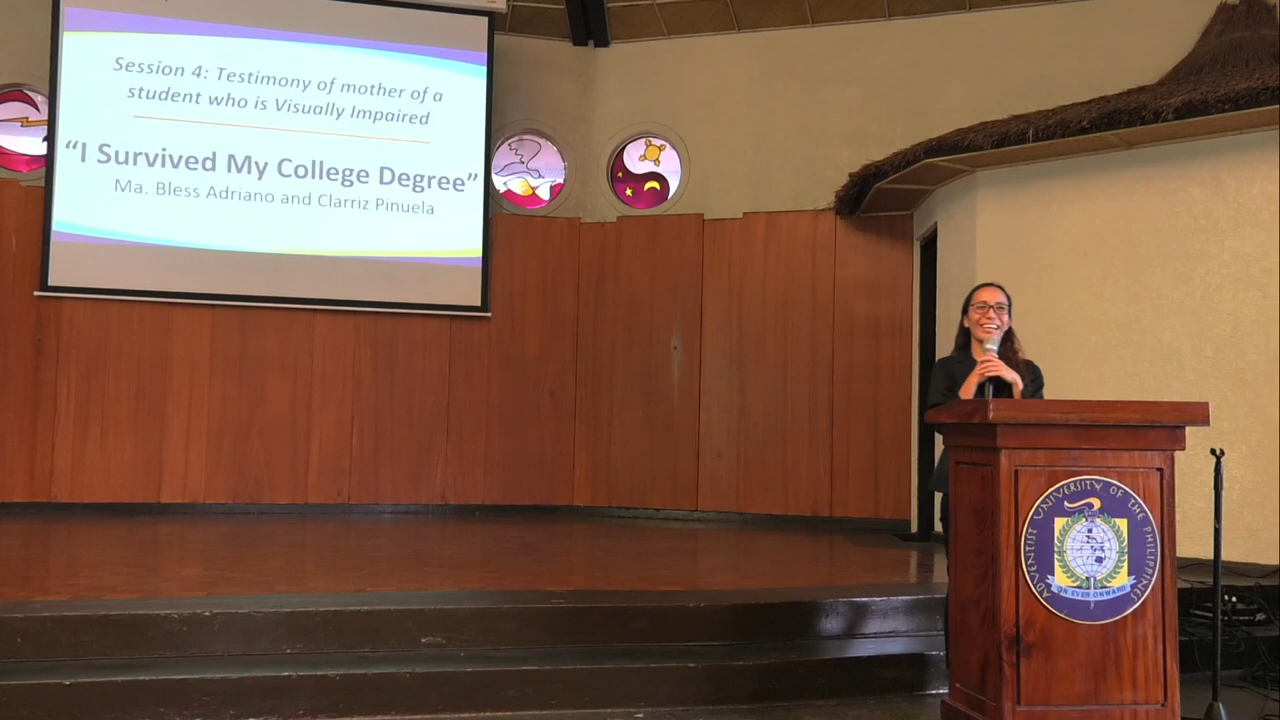 Session 4: Testimony of mother of a
student who is Visually Impaired
“I Survived My College Degree”
Ma. Bless Adriano and Clarriz Pinuela
ADVENTIST UNIVERSITY OF THE PHILIPPINES
ON EVER ONWARD